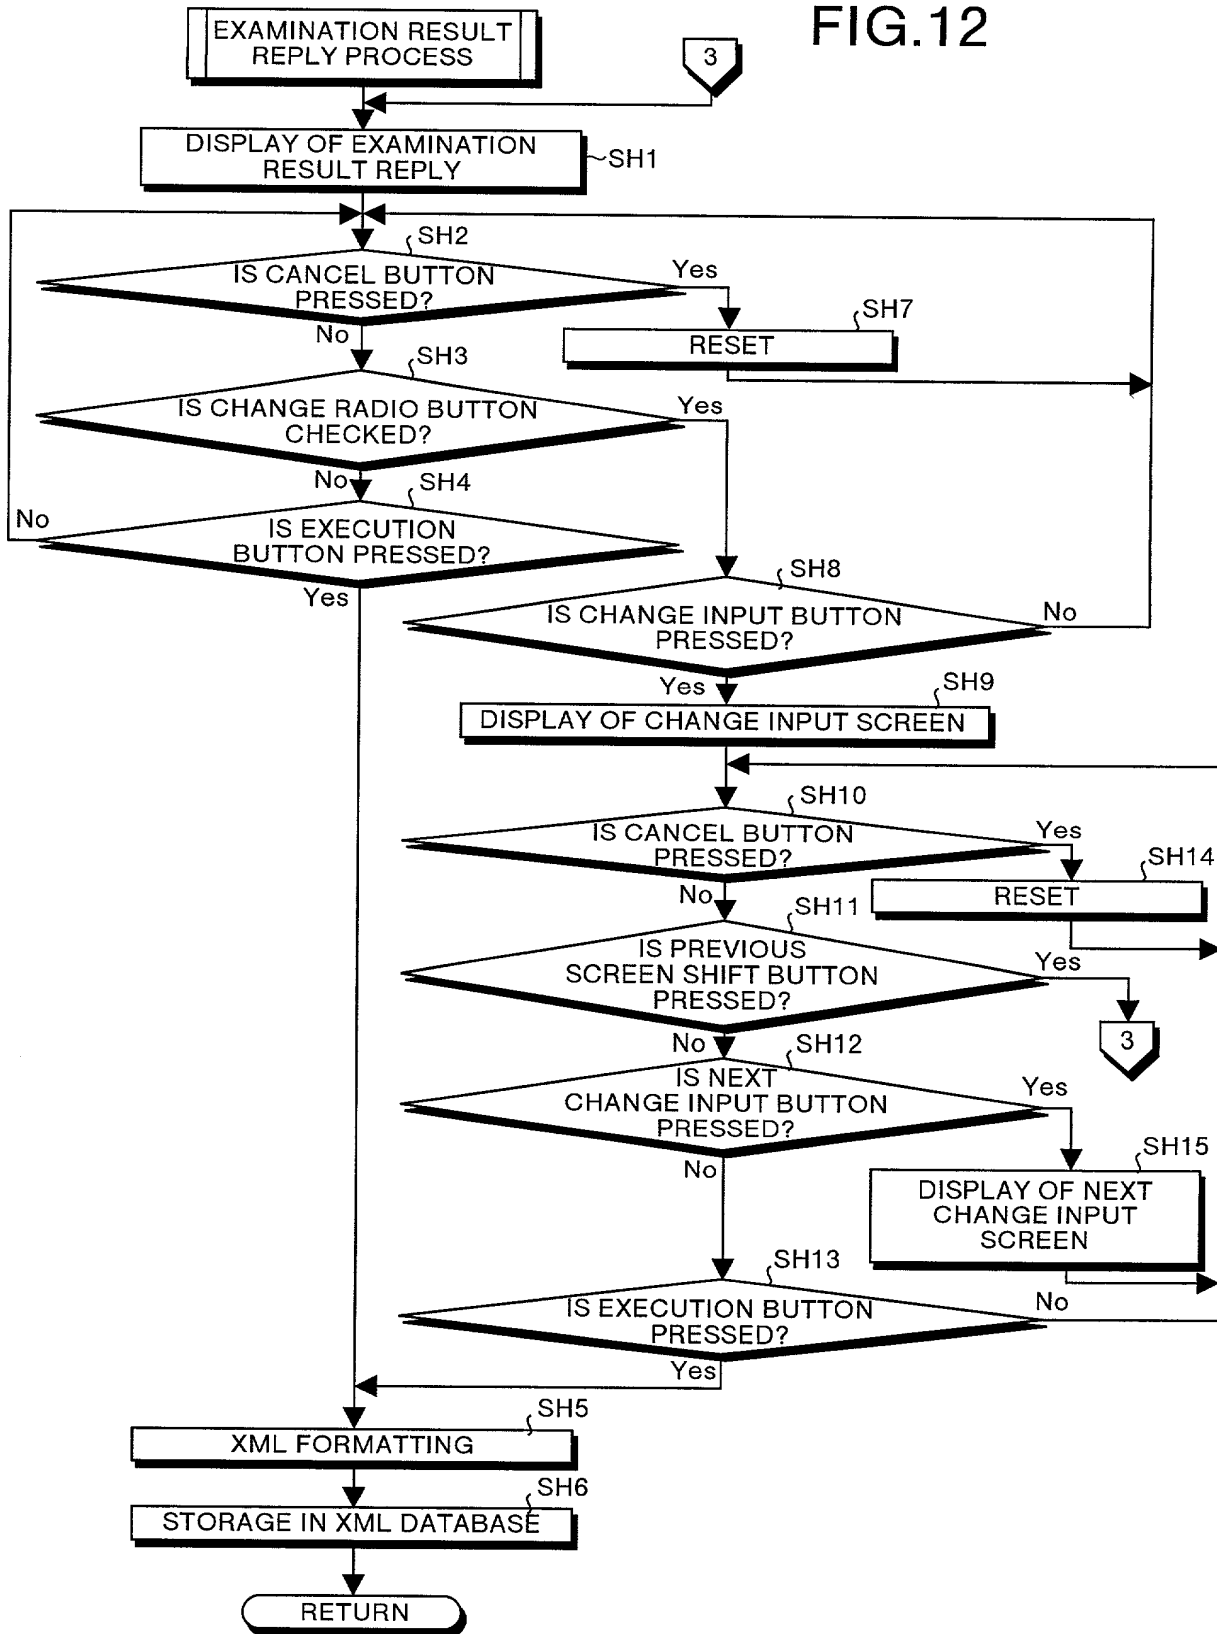 FIG.12
EXAMINATION RESULT
REPLY PROCESS
3
DISPLAY OF EXAMINATION
RESULT REPLY
SH1
SH2
IS CANCEL BUTTON
PRESSED?
Yes
No
SH7
RESET
SH3
IS CHANGE RADIO BUTTON
CHECKED?
Yes
No
SH4
No
IS EXECUTION
BUTTON PRESSED?
Yes
SH8
IS CHANGE INPUT BUTTON
PRESSED?
No
Yes
SH9
DISPLAY OF CHANGE INPUT SCREEN
SH10
IS CANCEL BUTTON
PRESSED?
Yes
No
SH14
RESET
SH11
IS PREVIOUS
SCREEN SHIFT BUTTON
PRESSED?
Yes
3
No
SH12
IS NEXT
CHANGE INPUT BUTTON
PRESSED?
Yes
No
SH15
DISPLAY OF NEXT
CHANGE INPUT
SCREEN
SH13
IS EXECUTION BUTTON
PRESSED?
No
Yes
SH5
XML FORMATTING
SH6
STORAGE IN XML DATABASE
RETURN